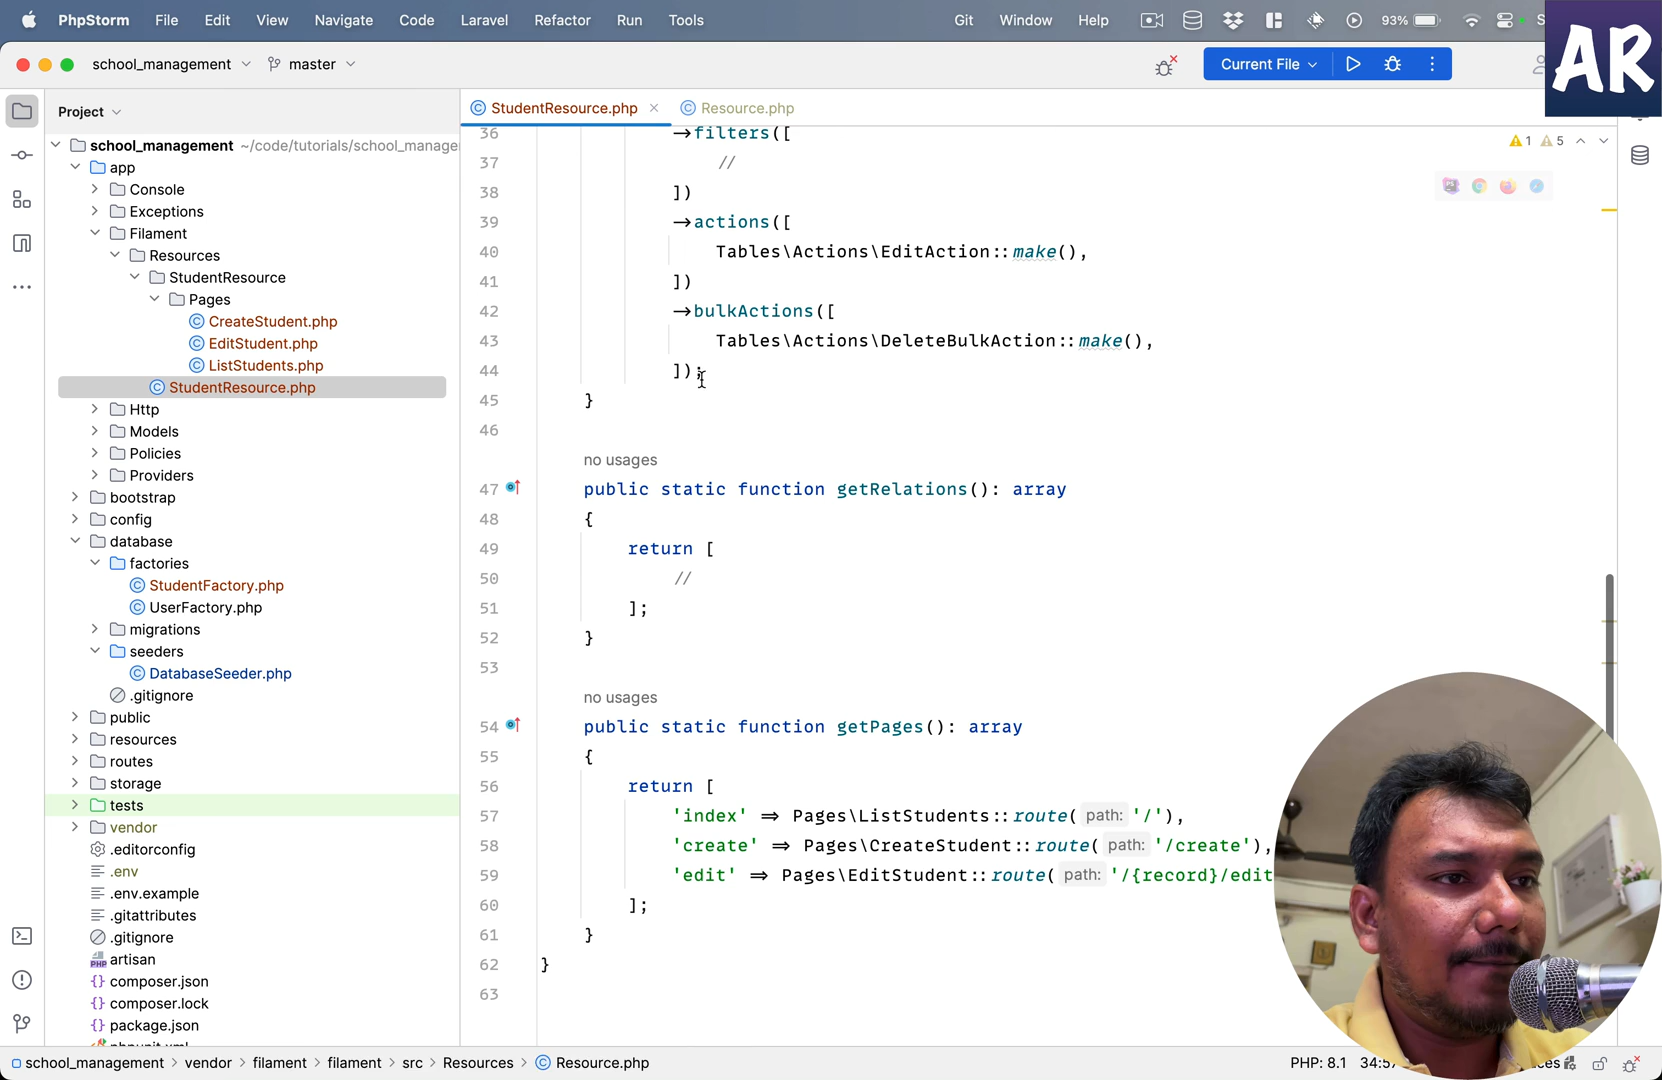 PhpStorm File Edit View Navigate Code Laravel Refactor Run Tools Git Window Help 93%
AR
school_management master Current File
Project
StudentResource.php Resource.php
school_management ~/code/tutorials/school_manage
app
Console
Exceptions
Filament
Resources
StudentResource
Pages
CreateStudent.php
EditStudent.php
ListStudents.php
StudentResource.php
Http
Models
Policies
Providers
bootstrap
config
database
factories
StudentFactory.php
UserFactory.php
migrations
seeders
DatabaseSeeder.php
.gitignore
public
resources
routes
storage
tests
vendor
.editorconfig
.env
.env.example
.gitattributes
.gitignore
artisan
composer.json
composer.lock
package.json
phpunit.xml
1 5
36 ->filters([
37 //
38 ])
39 ->actions([
40 Tables\Actions\EditAction::make(),
41 ])
42 ->bulkActions([
43 Tables\Actions\DeleteBulkAction::make(),
44 ]);
45 }
46
no usages
47 public static function getRelations(): array
48 {
49 return [
50 //
51 ];
52 }
53
no usages
54 public static function getPages(): array
55 {
56 return [
57 'index' => Pages\ListStudents::route( path: '/'),
58 'create' => Pages\CreateStudent::route( path: '/create'),
59 'edit' => Pages\EditStudent::route( path: '/{record}/edit
60 ];
61 }
62 }
63
school_management > vendor > filament > filament > src > Resources > Resource.php PHP: 8.1